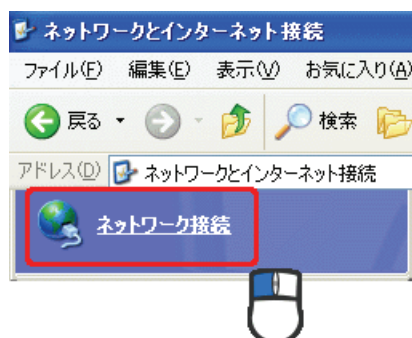 ネットワークとインターネット接続
ファイル(F) 編集(E) 表示(V) お気に入り(A)
戻る 検索
アドレス(D) ネットワークとインターネット接続
ネットワーク接続